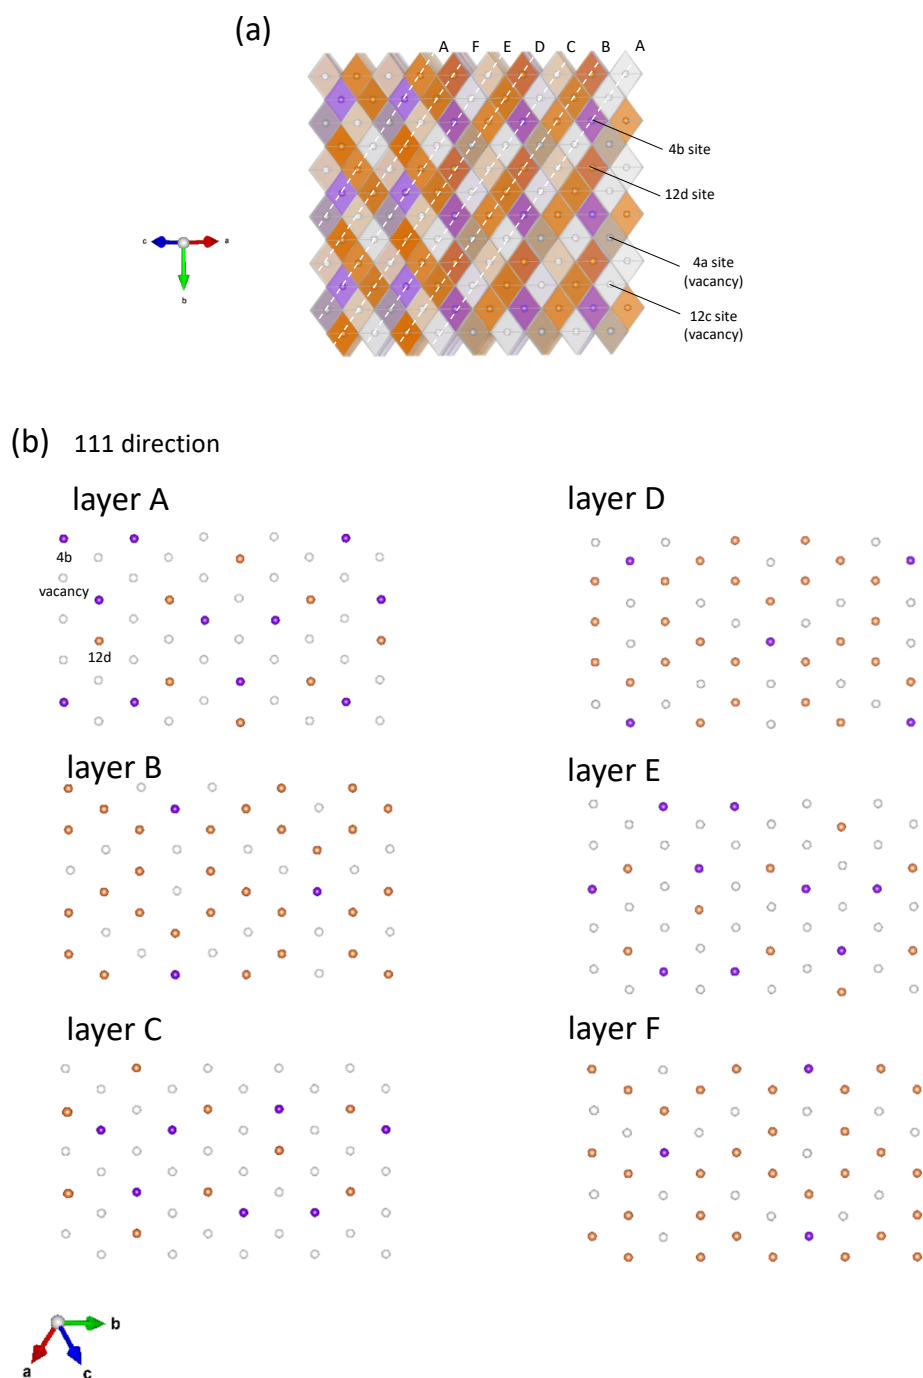 (a)
A F E D C B A
4b site
12d site
c a
b
4a site
(vacancy)
12c site
(vacancy)
(b) 111 direction
layer A
4b
vacancy
12d
layer D
layer B
layer E
layer C
layer F
b
a
c